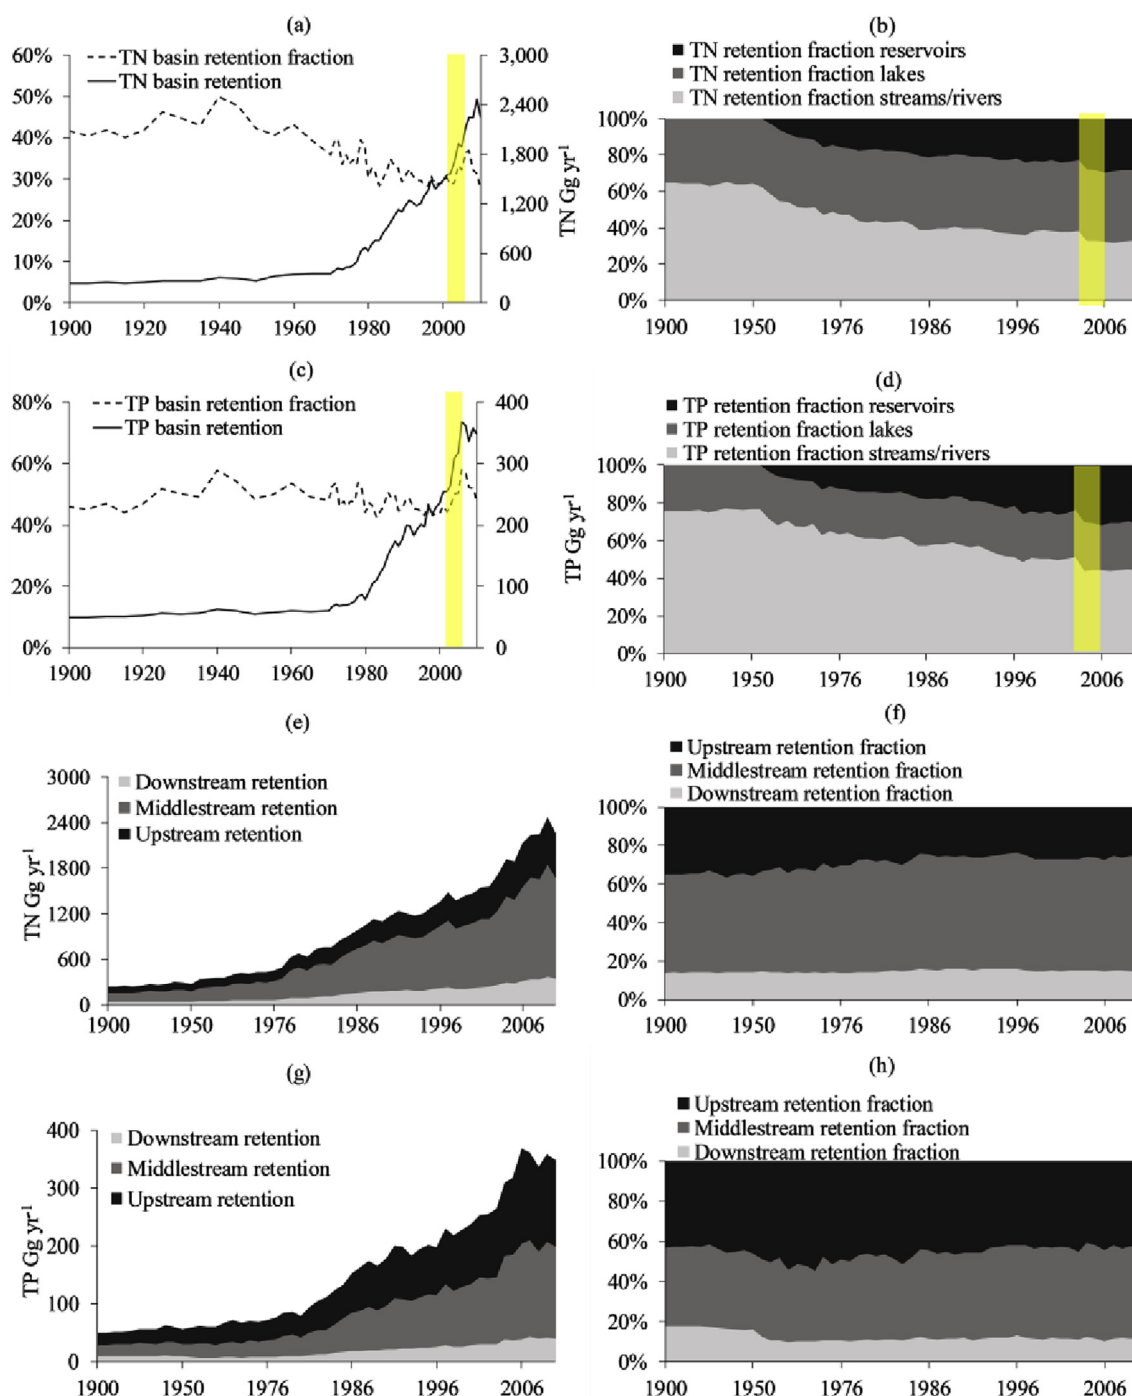 (a)
TN basin retention fraction
TN basin retention
60%
50%
40%
30%
20%
10%
0%
3,000
2,400
1,800
1,200
600
0
TN Gg yr-1
1900 1920 1940 1960 1980 2000
(b)
TN retention fraction reservoirs
TN retention fraction lakes
TN retention fraction streams/rivers
100%
80%
60%
40%
20%
0%
1900 1950 1976 1986 1996 2006
(c)
TP basin retention fraction
TP basin retention
80%
60%
40%
20%
0%
400
300
200
100
0
TP Gg yr-1
1900 1920 1940 1960 1980 2000
(d)
TP retention fraction reservoirs
TP retention fraction lakes
TP retention fraction streams/rivers
100%
80%
60%
40%
20%
0%
1900 1950 1976 1986 1996 2006
(e)
Downstream retention
Middlestream retention
Upstream retention
TN Gg yr-1
3000
2400
1800
1200
600
0
1900 1950 1976 1986 1996 2006
(f)
Upstream retention fraction
Middlestream retention fraction
Downstream retention fraction
100%
80%
60%
40%
20%
0%
1900 1950 1976 1986 1996 2006
(g)
Downstream retention
Middlestream retention
Upstream retention
TP Gg yr-1
400
300
200
100
0
1900 1950 1976 1986 1996 2006
(h)
Upstream retention fraction
Middlestream retention fraction
Downstream retention fraction
100%
80%
60%
40%
20%
0%
1900 1950 1976 1986 1996 2006